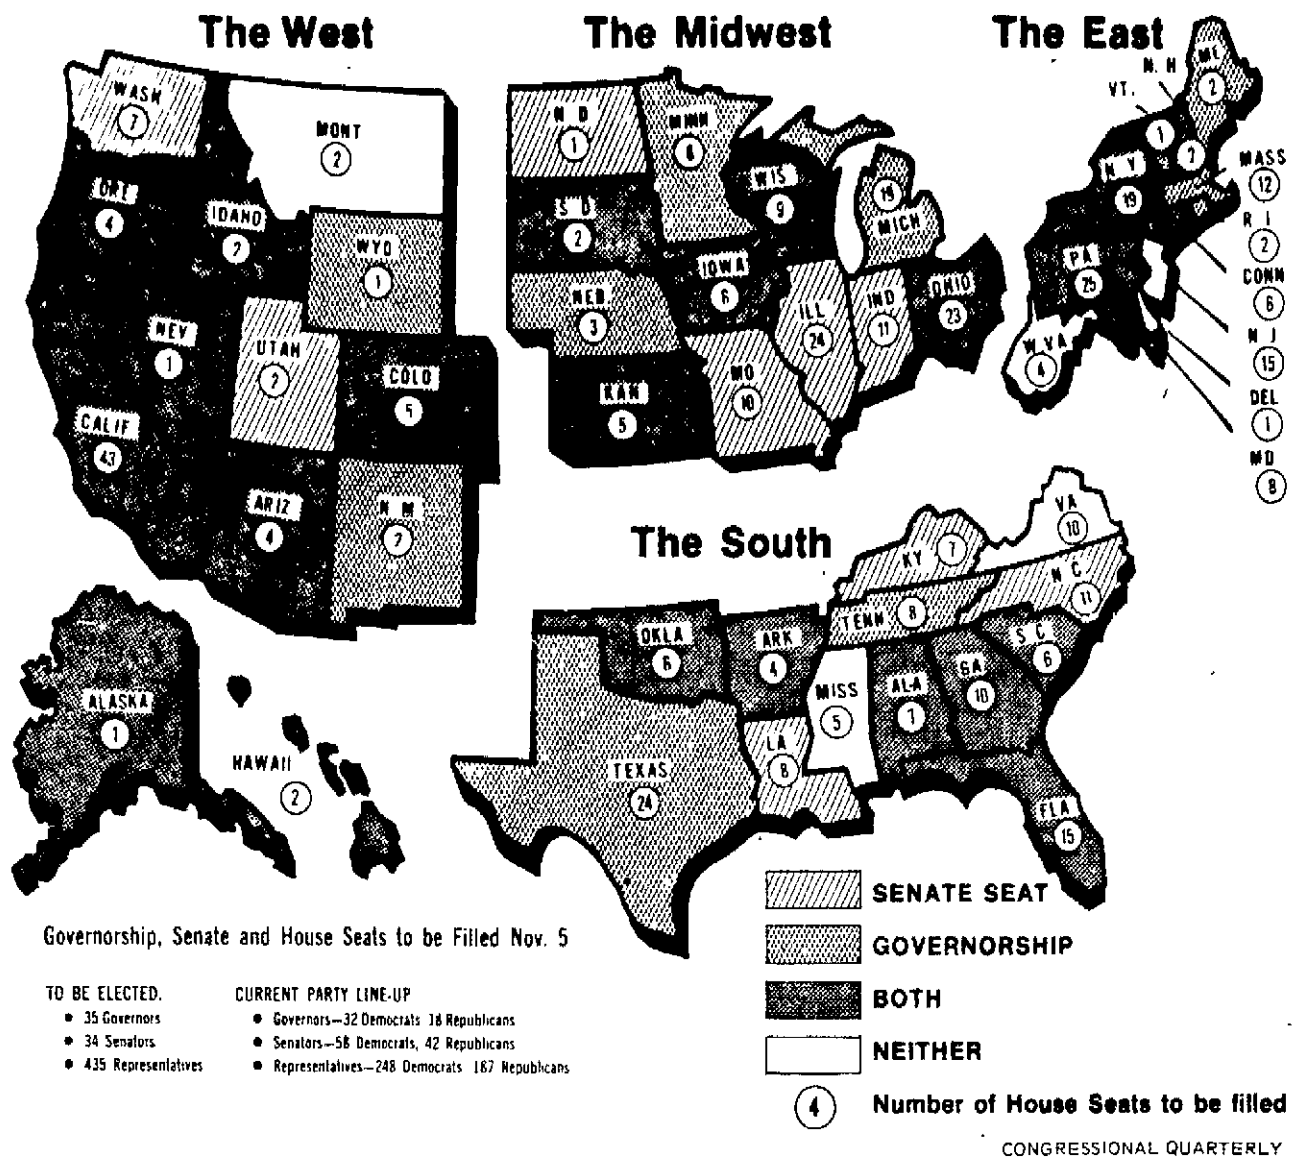 The West
WASH
7
MONT
2
ORE
4
IDAHO
2
WYO
1
NEV
1
UTAH
2
COLO
5
CALIF
43
ARIZ
4
N M
2
ALASKA
1
HAWAII
2
The Midwest
N D
1
MINN
8
WIS
9
MICH
19
S D
2
IOWA
6
NEB
3
ILL
24
IND
11
OHIO
23
KAN
5
MO
10
The East
ME
2
N. H
2
VT.
1
N Y
39
MASS
12
R I
2
CONN
6
PA
25
N J
15
DEL
1
MD
8
W.VA
4
The South
VA
10
KY
7
N C
11
TENN
8
OKLA
6
ARK
4
S C
6
MISS
5
ALA
7
GA
10
LA
8
TEXAS
24
FLA
15
SENATE SEAT
GOVERNORSHIP
BOTH
NEITHER
4 Number of House Seats to be filled
Governorship, Senate and House Seats to be Filled Nov. 5
TO BE ELECTED.
• 35 Governors
• 34 Senators
• 435 Representatives
CURRENT PARTY LINE-UP
• Governors—32 Democrats 18 Republicans
• Senators—58 Democrats, 42 Republicans
• Representatives—248 Democrats 187 Republicans
CONGRESSIONAL QUARTERLY